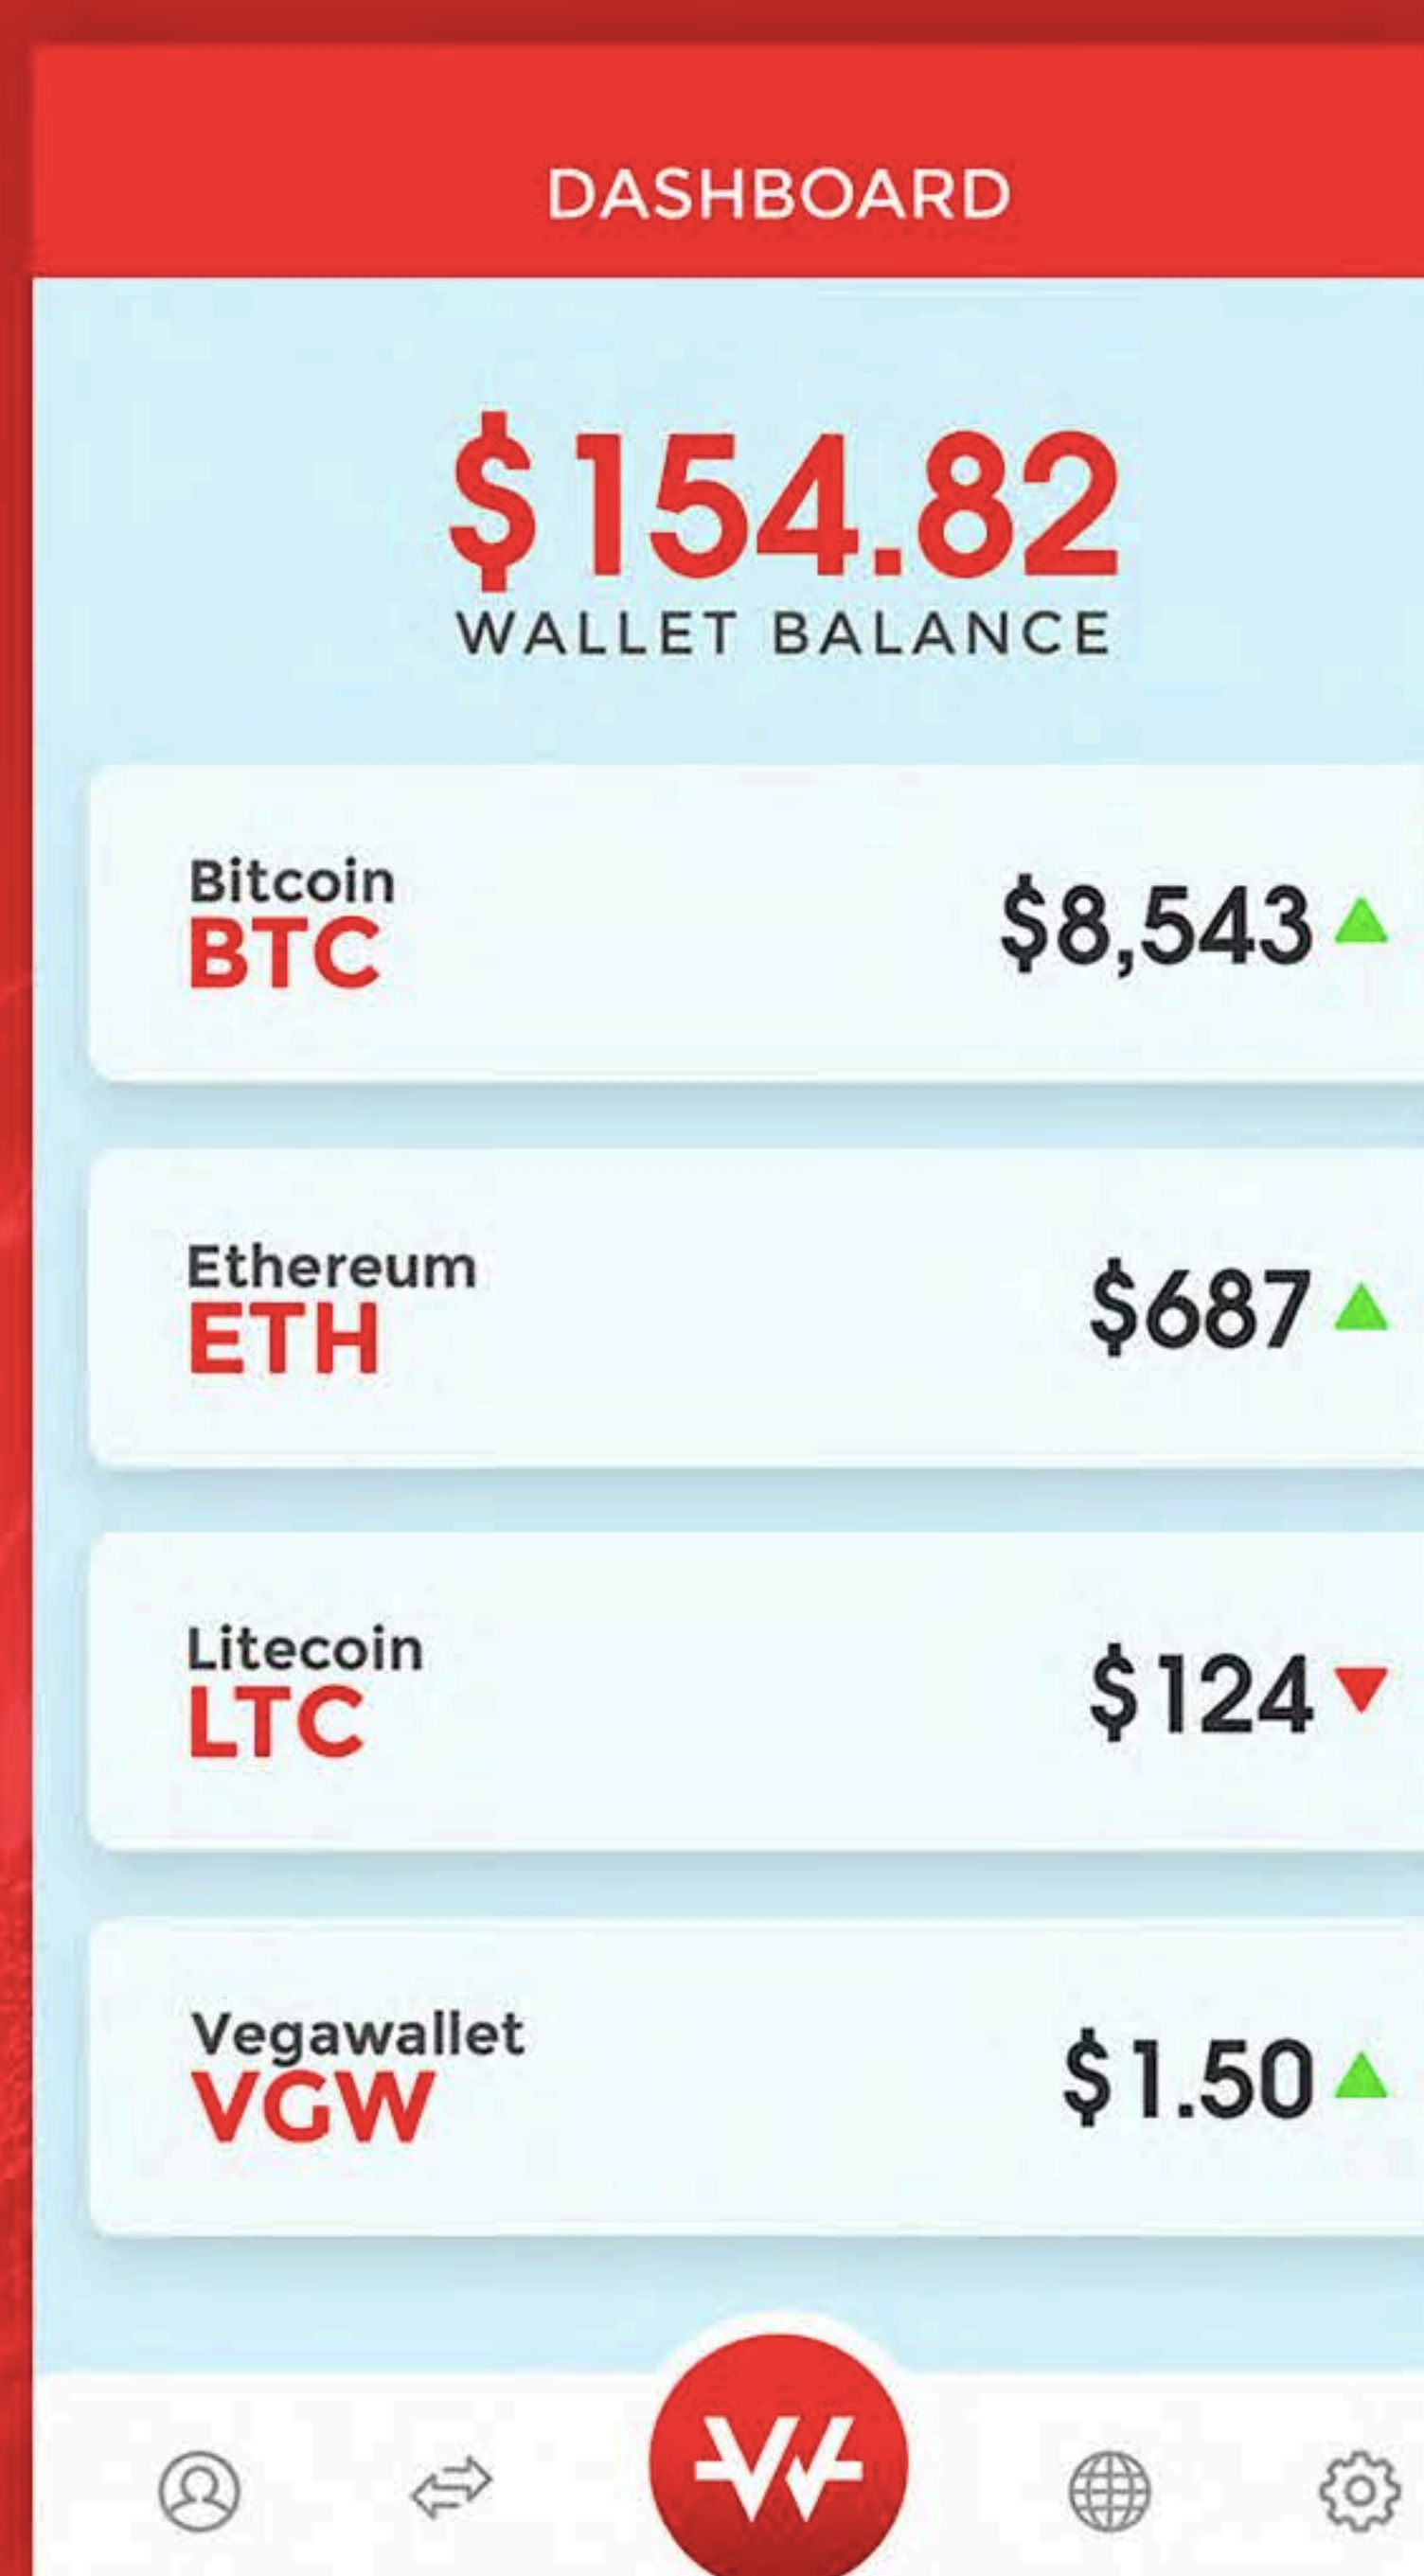 DASHBOARD
$154.82
WALLET BALANCE
Bitcoin
BTC
$8,543
Ethereum
ETH
$687
Litecoin
LTC
$124
Vegawallet
VGW
$1.50